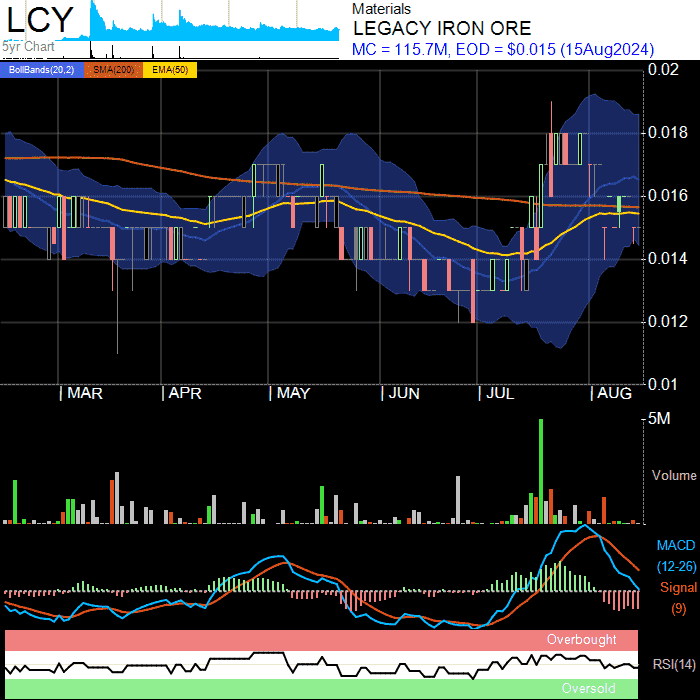 LCY
5yr Chart
Materials
LEGACY IRON ORE
MC = 115.7M, EOD = $0.015 (15Aug2024)
BollBands(20,2) SMA(200) EMA(50)
0.02
0.018
0.016
0.014
0.012
0.01
| MAR | APR | MAY | JUN | JUL | AUG
5M
Volume
MACD
(12-26)
Signal
(9)
Overbought
RSI(14)
Oversold